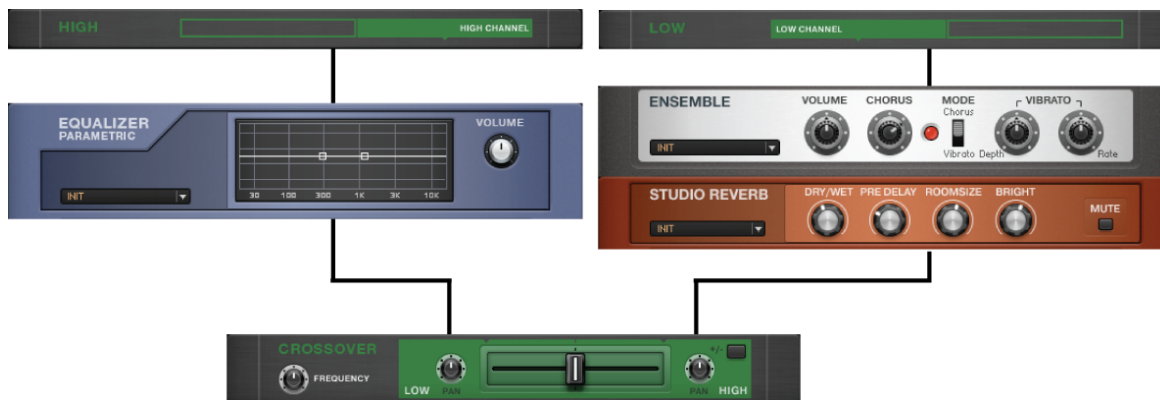 HIGH
HIGH CHANNEL
LOW
LOW CHANNEL
EQUALIZER
PARAMETRIC
VOLUME
INIT
30 100 300 1K 3K 10K
ENSEMBLE
VOLUME CHORUS MODE VIBRATO
Chorus
INIT
Vibrato Depth Rate
STUDIO REVERB
DRY/WET PRE DELAY ROOMSIZE BRIGHT
MUTE
INIT
CROSSOVER
+/-
FREQUENCY
LOW PAN PAN HIGH